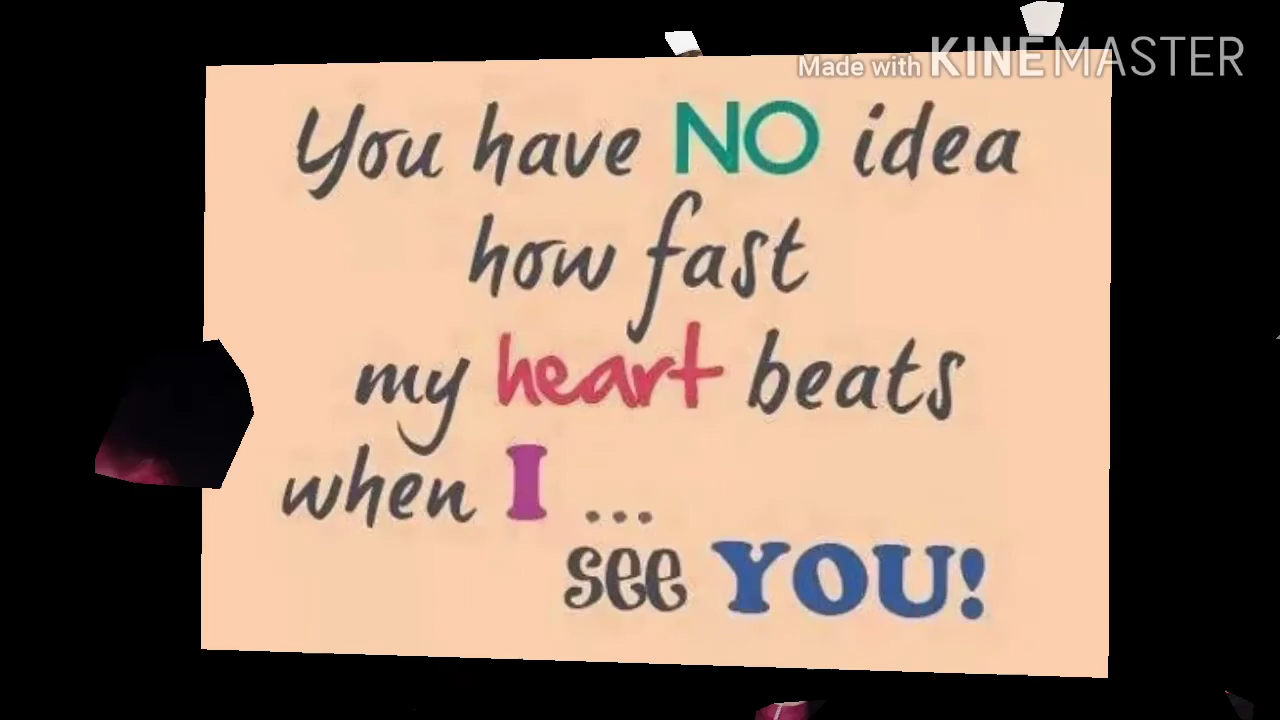 Made with KINEMASTER
You have NO idea
how fast
my heart beats
when I ...
see YOU!